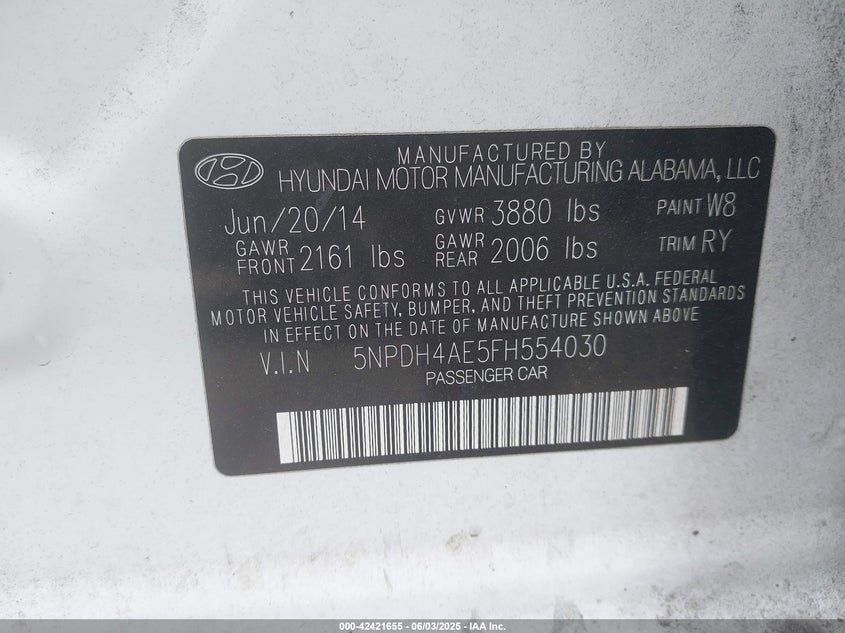 MANUFACTURED BY
HYUNDAI MOTOR MANUFACTURING ALABAMA, LLC
Jun/20/14 GVWR 3880 lbs PAINT W8
GAWR FRONT 2161 lbs GAWR REAR 2006 lbs TRIM RY
THIS VEHICLE CONFORMS TO ALL APPLICABLE U.S.A. FEDERAL
MOTOR VEHICLE SAFETY, BUMPER, AND THEFT PREVENTION STANDARDS
IN EFFECT ON THE DATE OF MANUFACTURE SHOWN ABOVE
V.I.N 5NPDH4AE5FH554030
PASSENGER CAR
000-42421655 - 06/03/2025 - IAA Inc.